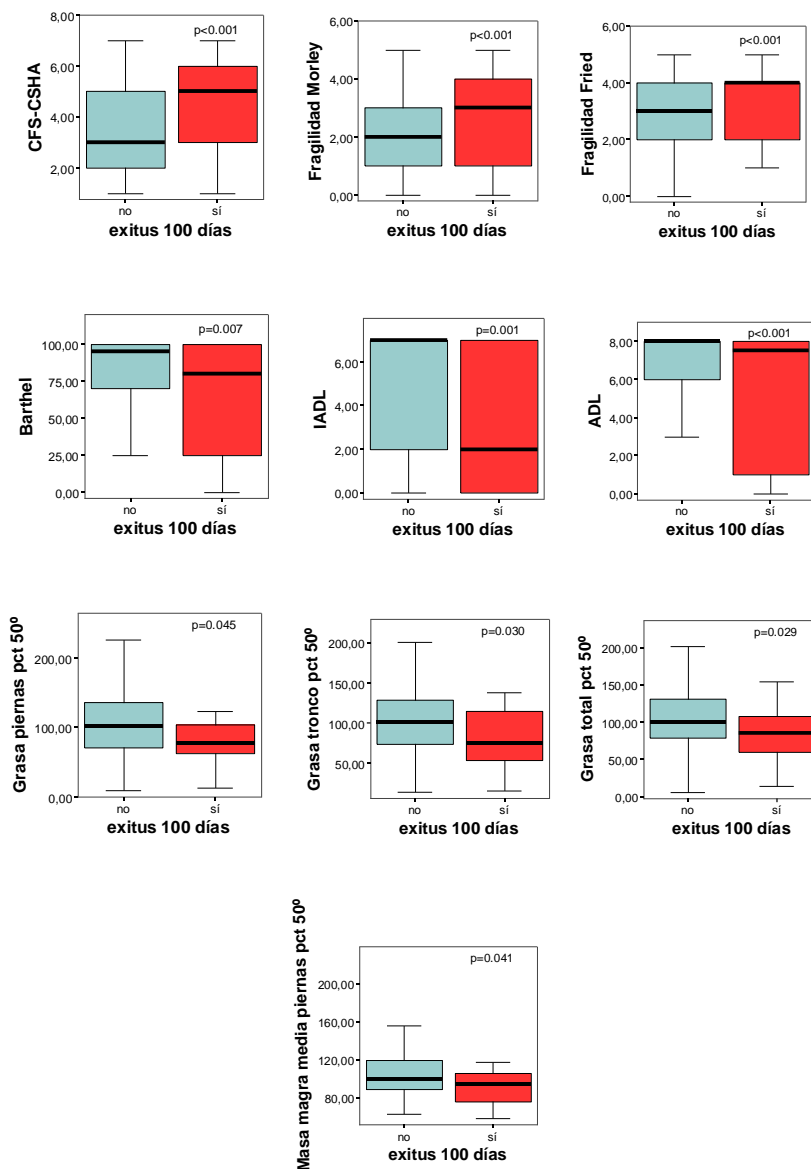 8,00
6,00
4,00
2,00
CFS-CSHA
p<0.001
no
sí
exitus 100 días
6,00
4,00
2,00
0,00
Fragilidad Morley
p<0.001
no
sí
exitus 100 días
6,00
4,00
2,00
0,00
Fragilidad Fried
p<0.001
no
sí
exitus 100 días
100,00
75,00
50,00
25,00
0,00
Barthel
p=0.007
no
sí
exitus 100 días
6,00
4,00
2,00
0,00
IADL
p=0.001
no
sí
exitus 100 días
8,00
6,00
4,00
2,00
0,00
ADL
p<0.001
no
sí
exitus 100 días
200,00
100,00
0,00
Grasa piernas pct 50º
p=0.045
no
sí
exitus 100 días
200,00
150,00
100,00
50,00
Grasa tronco pct 50º
p=0.030
no
sí
exitus 100 días
200,00
150,00
100,00
50,00
0,00
Grasa total pct 50º
p=0.029
no
sí
exitus 100 días
200,00
160,00
120,00
80,00
Masa magra media piernas pct 50º
p=0.041
no
sí
exitus 100 días